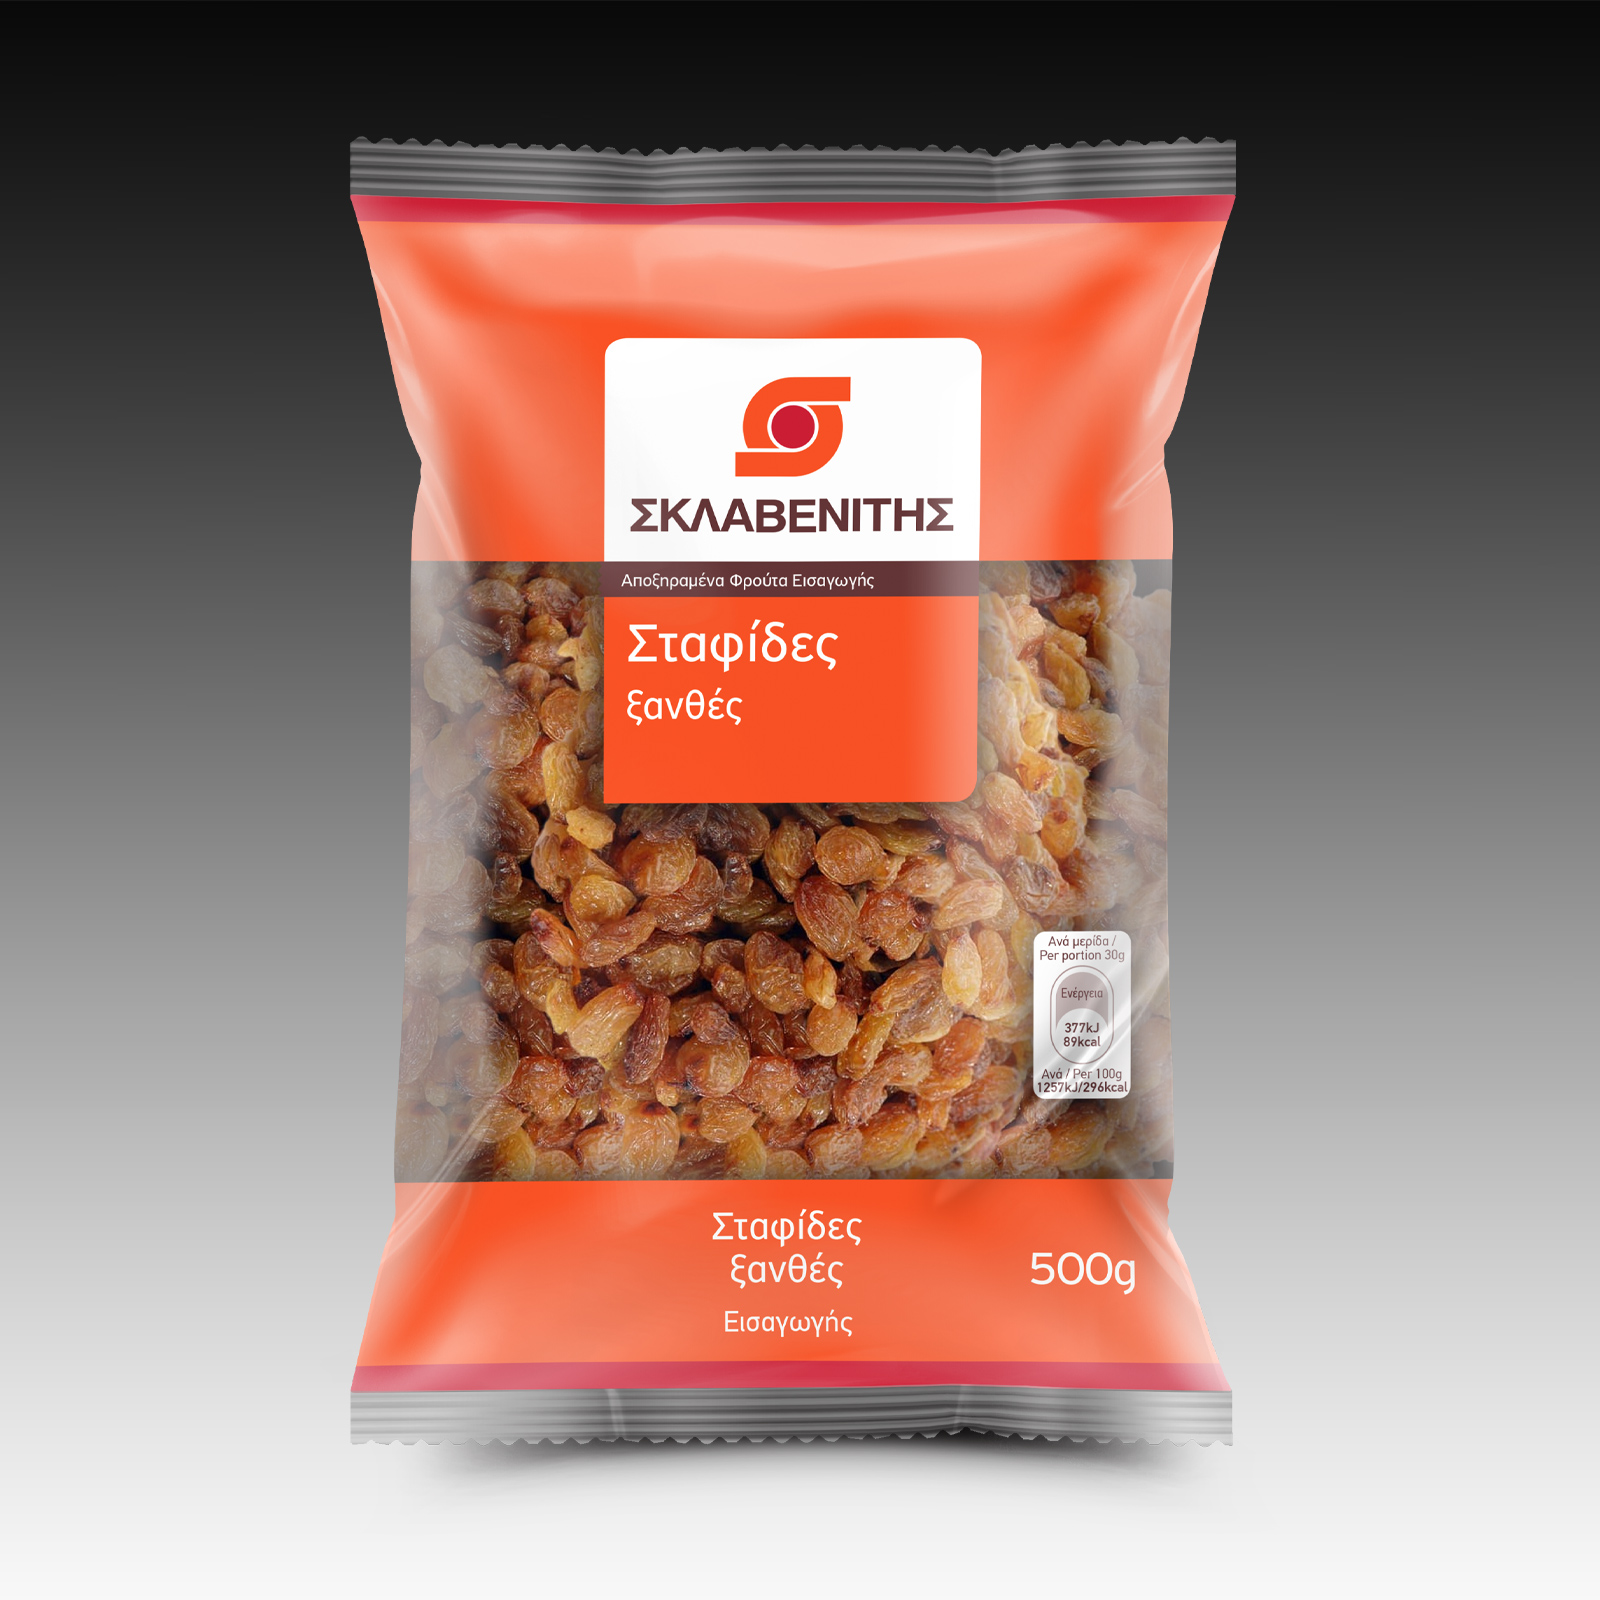 ΣΚΛΑΒΕΝΙΤΗΣ
Αποξηραμένα Φρούτα Εισαγωγής
Σταφίδες
ξανθές
Ανά μερίδα /
Per portion 30g
Ενέργεια
377kJ
89kcal
Ανά / Per 100g
1257kJ/296kcal
Σταφίδες
ξανθές
Εισαγωγής
500g